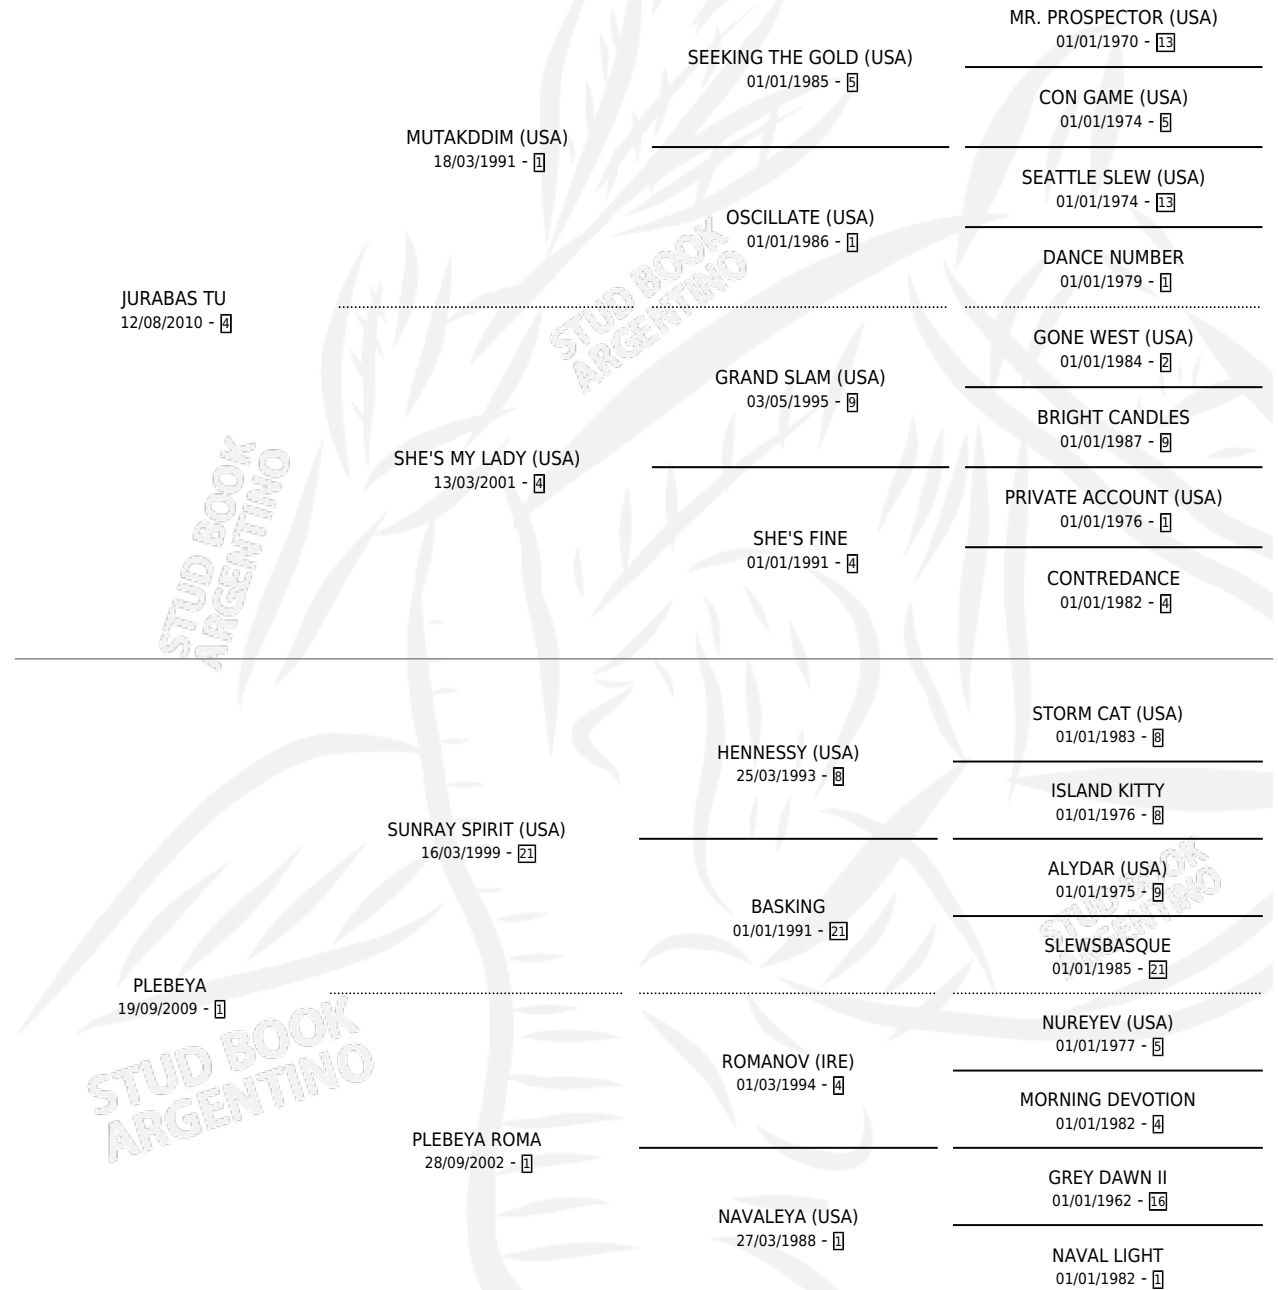 MR. PROSPECTOR (USA)
01/01/1970 - 13
SEEKING THE GOLD (USA)
01/01/1985 - 5
CON GAME (USA)
01/01/1974 - 5
MUTAKDDIM (USA)
18/03/1991 - 1
SEATTLE SLEW (USA)
01/01/1974 - 13
OSCILLATE (USA)
01/01/1986 - 1
DANCE NUMBER
01/01/1979 - 1
JURABAS TU
12/08/2010 - 4
STUD BOOK
ARGENTINO
GONE WEST (USA)
01/01/1984 - 2
GRAND SLAM (USA)
03/05/1995 - 9
BRIGHT CANDLES
01/01/1987 - 9
SHE'S MY LADY (USA)
13/03/2001 - 4
PRIVATE ACCOUNT (USA)
01/01/1976 - 1
SHE'S FINE
01/01/1991 - 4
CONTREDANCE
01/01/1982 - 4
STUD BOOK
ARGENTINO
STORM CAT (USA)
01/01/1983 - 8
HENNESSY (USA)
25/03/1993 - 8
ISLAND KITTY
01/01/1976 - 8
SUNRAY SPIRIT (USA)
16/03/1999 - 21
ALYDAR (USA)
01/01/1975 - 9
BASKING
01/01/1991 - 21
STUD BOOK
ARGENTINO
SLEWSBASQUE
01/01/1985 - 21
PLEBEYA
19/09/2009 - 1
NUREYEV (USA)
01/01/1977 - 5
ROMANOV (IRE)
01/03/1994 - 4
MORNING DEVOTION
01/01/1982 - 4
STUD BOOK
ARGENTINO
PLEBEYA ROMA
28/09/2002 - 1
GREY DAWN II
01/01/1962 - 16
NAVALEYA (USA)
27/03/1988 - 1
NAVAL LIGHT
01/01/1982 - 1